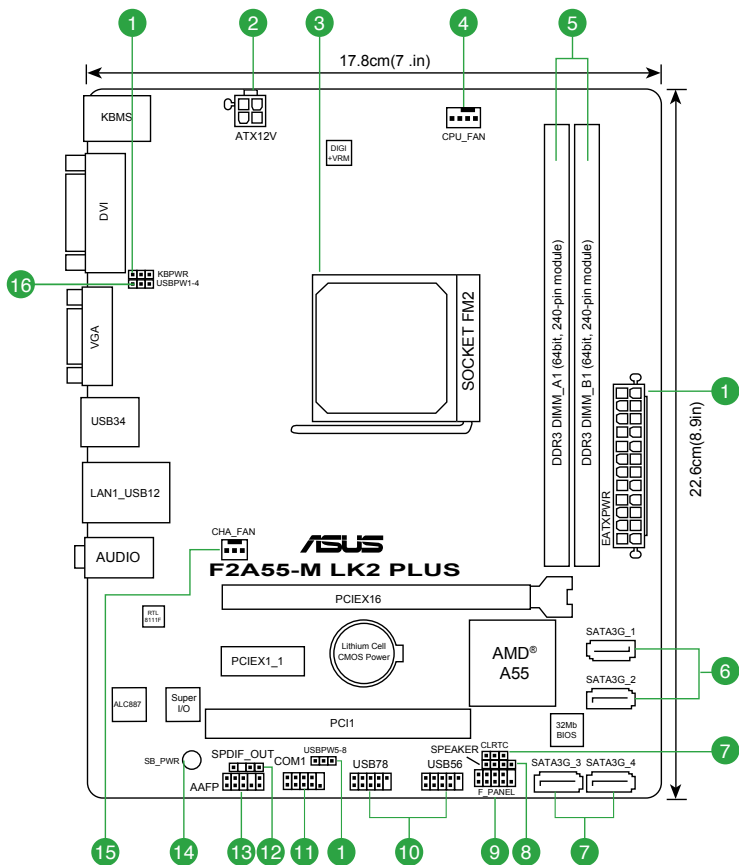 1
2
3
4
5
17.8cm(7 .in)
KBMS
ATX12V
CPU_FAN
DIGI
+VRM
DVI
KBPWR
USBPW1-4
16
VGA
SOCKET FM2
DDR3 DIMM_A1 (64bit, 240-pin module)
DDR3 DIMM_B1 (64bit, 240-pin module)
1
22.6cm(8.9in)
EATXPWR
USB34
LAN1_USB12
AUDIO
CHA_FAN
ASUS
F2A55-M LK2 PLUS
PCIEX16
RTL
8111F
PCIEX1_1
Lithium Cell
CMOS Power
AMD®
A55
SATA3G_1
6
SATA3G_2
ALC887
Super
I/O
PCI1
32Mb
BIOS
SB_PWR
SPDIF_OUT
AAFP
COM1
USBPW5-8
USB78
USB56
SPEAKER
CLRTC
F_PANEL
7
SATA3G_3
SATA3G_4
15
14
13
12
11
1
10
9
8
7